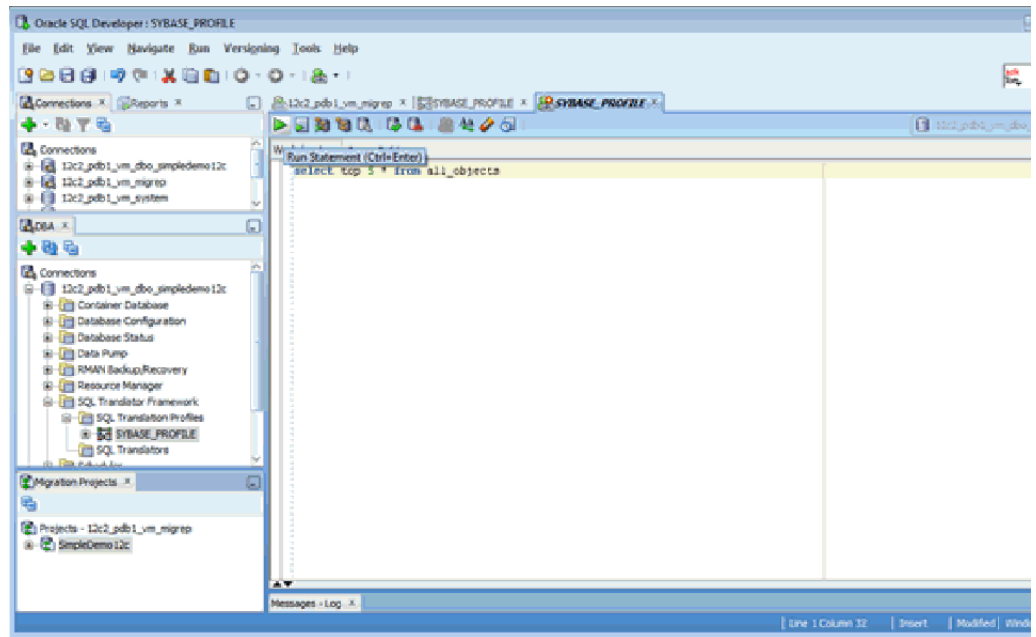 Oracle SQL Developer : SYBASE_PROFILE
File Edit View Navigate Run Versioning Tools Help
Connections Reports
12c2_pdb1_vm_migrep SYBASE_PROFILE SYBASE_PROFILE
Run Statement (Ctrl+Enter)
select top 5 * from all_objects
Connections
12c2_pdb1_vm_dbo_simpledemo12c
12c2_pdb1_vm_migrep
12c2_pdb1_vm_system
DBA
Connections
12c2_pdb1_vm_dbo_simpledemo12c
Container Database
Database Configuration
Database Status
Data Pump
RMAN Backup/Recovery
Resource Manager
SQL Translator Framework
SQL Translation Profiles
SYBASE_PROFILE
SQL Translators
Scheduler
Migration Projects
Projects - 12c2_pdb1_vm_migrep
SimpleDemo12c
Messages - Log
Line 1 Column 32 Insert Modified